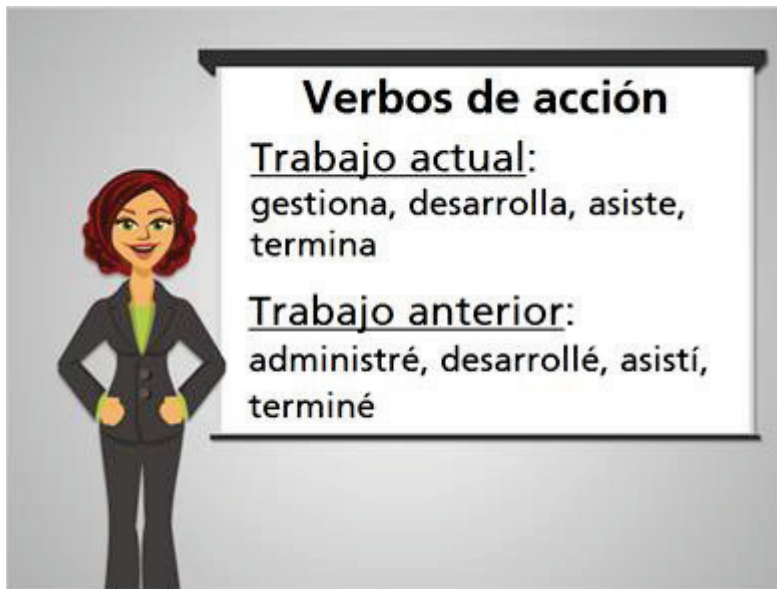 Verbos de acción
Trabajo actual:
gestiona, desarrolla, asiste,
termina
Trabajo anterior:
administré, desarrollé, asistí,
terminé